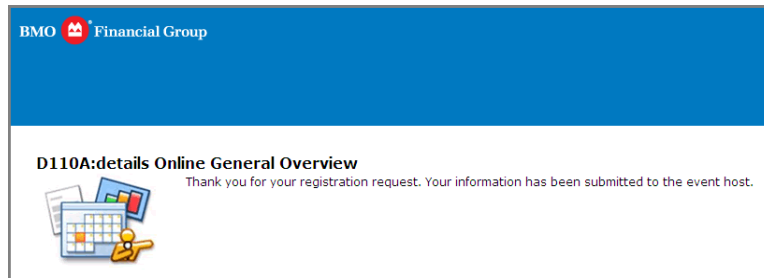 BMO Financial Group
D110A:details Online General Overview
Thank you for your registration request. Your information has been submitted to the event host.